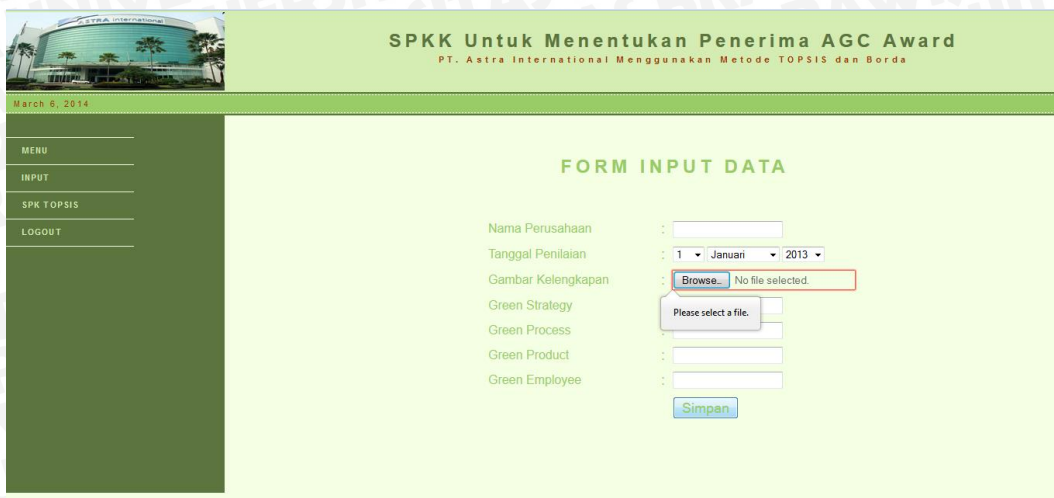 ASTRA International
SPKK Untuk Menentukan Penerima AGC Award
PT. Astra International Menggunakan Metode TOPSIS dan Borda
March 6, 2014
MENU
INPUT
SPK TOPSIS
LOGOUT
FORM INPUT DATA
Nama Perusahaan :
Tanggal Penilaian : 1 Januari 2013
Gambar Kelengkapan : Browse.. No file selected.
Green Strategy
Please select a file.
Green Process :
Green Product :
Green Employee :
Simpan